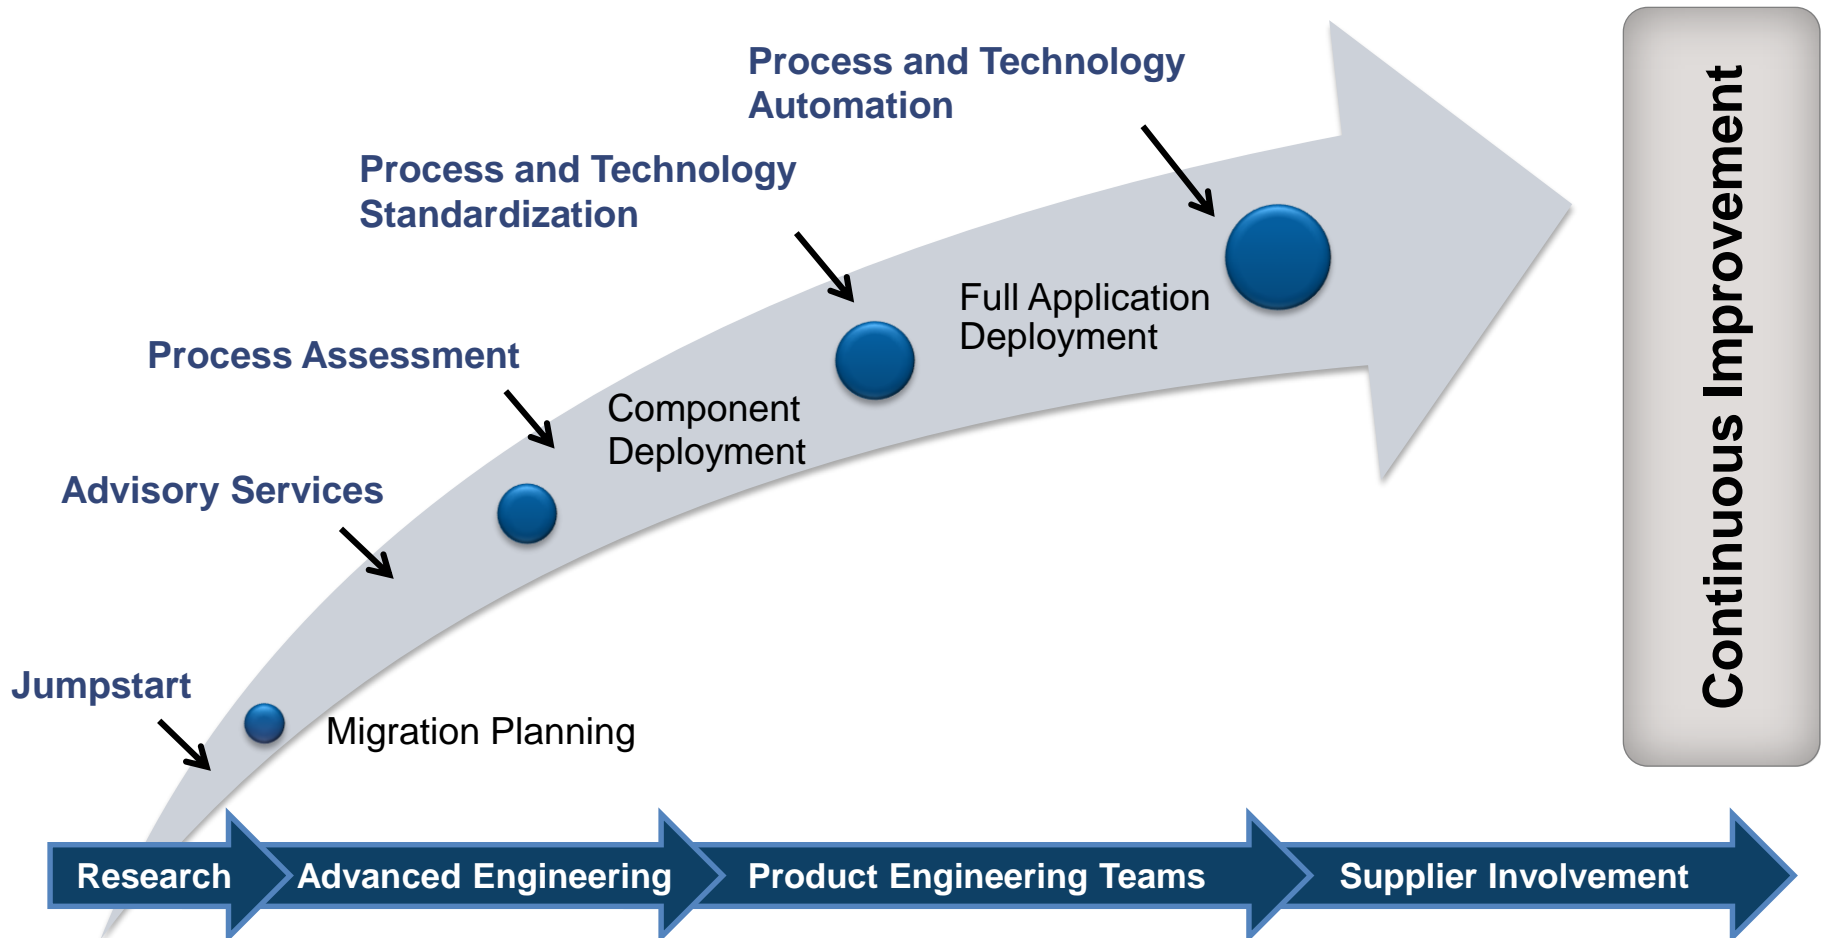 Process and Technology
Automation
Process and Technology
Standardization
Full Application
Deployment
Process Assessment
Component
Deployment
Advisory Services
Jumpstart
Migration Planning
Continuous Improvement
Research
Advanced Engineering
Product Engineering Teams
Supplier Involvement